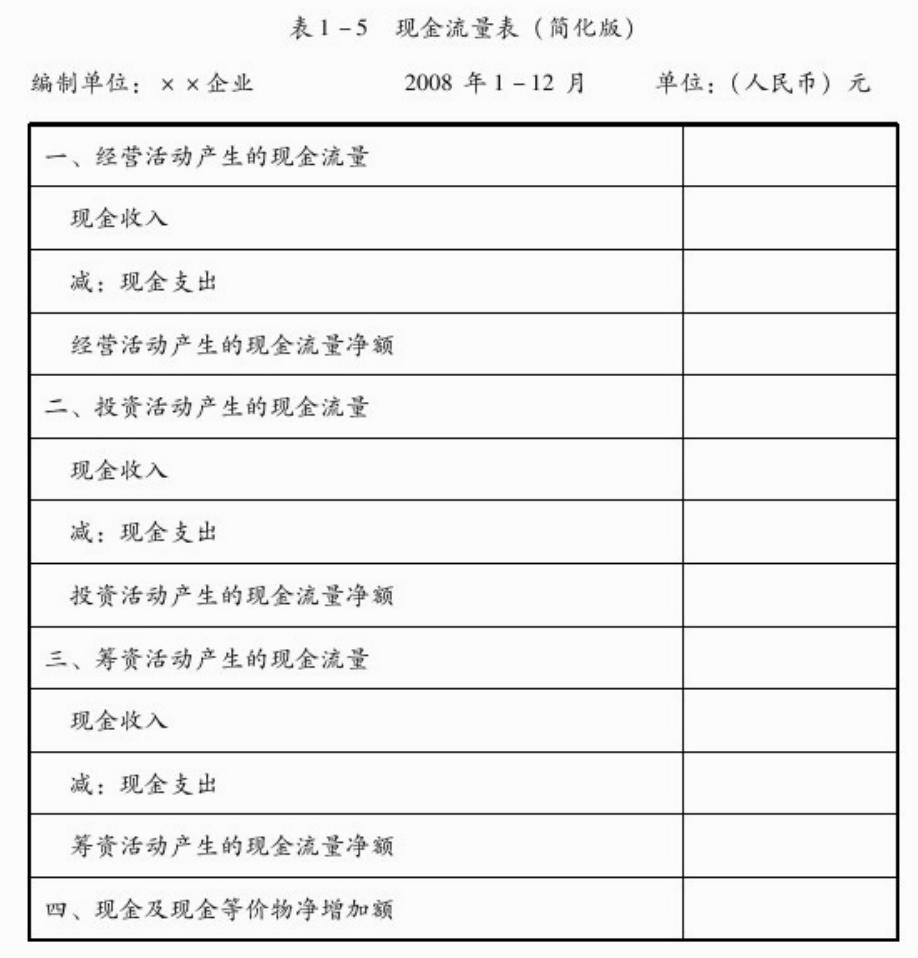 表1-5 现金流量表（简化版）
编制单位：××企业 2008 年 1-12 月 单位：（人民币）元
一、经营活动产生的现金流量
现金收入
减：现金支出
经营活动产生的现金流量净额
二、投资活动产生的现金流量
现金收入
减：现金支出
投资活动产生的现金流量净额
三、筹资活动产生的现金流量
现金收入
减：现金支出
筹资活动产生的现金流量净额
四、现金及现金等价物净增加额